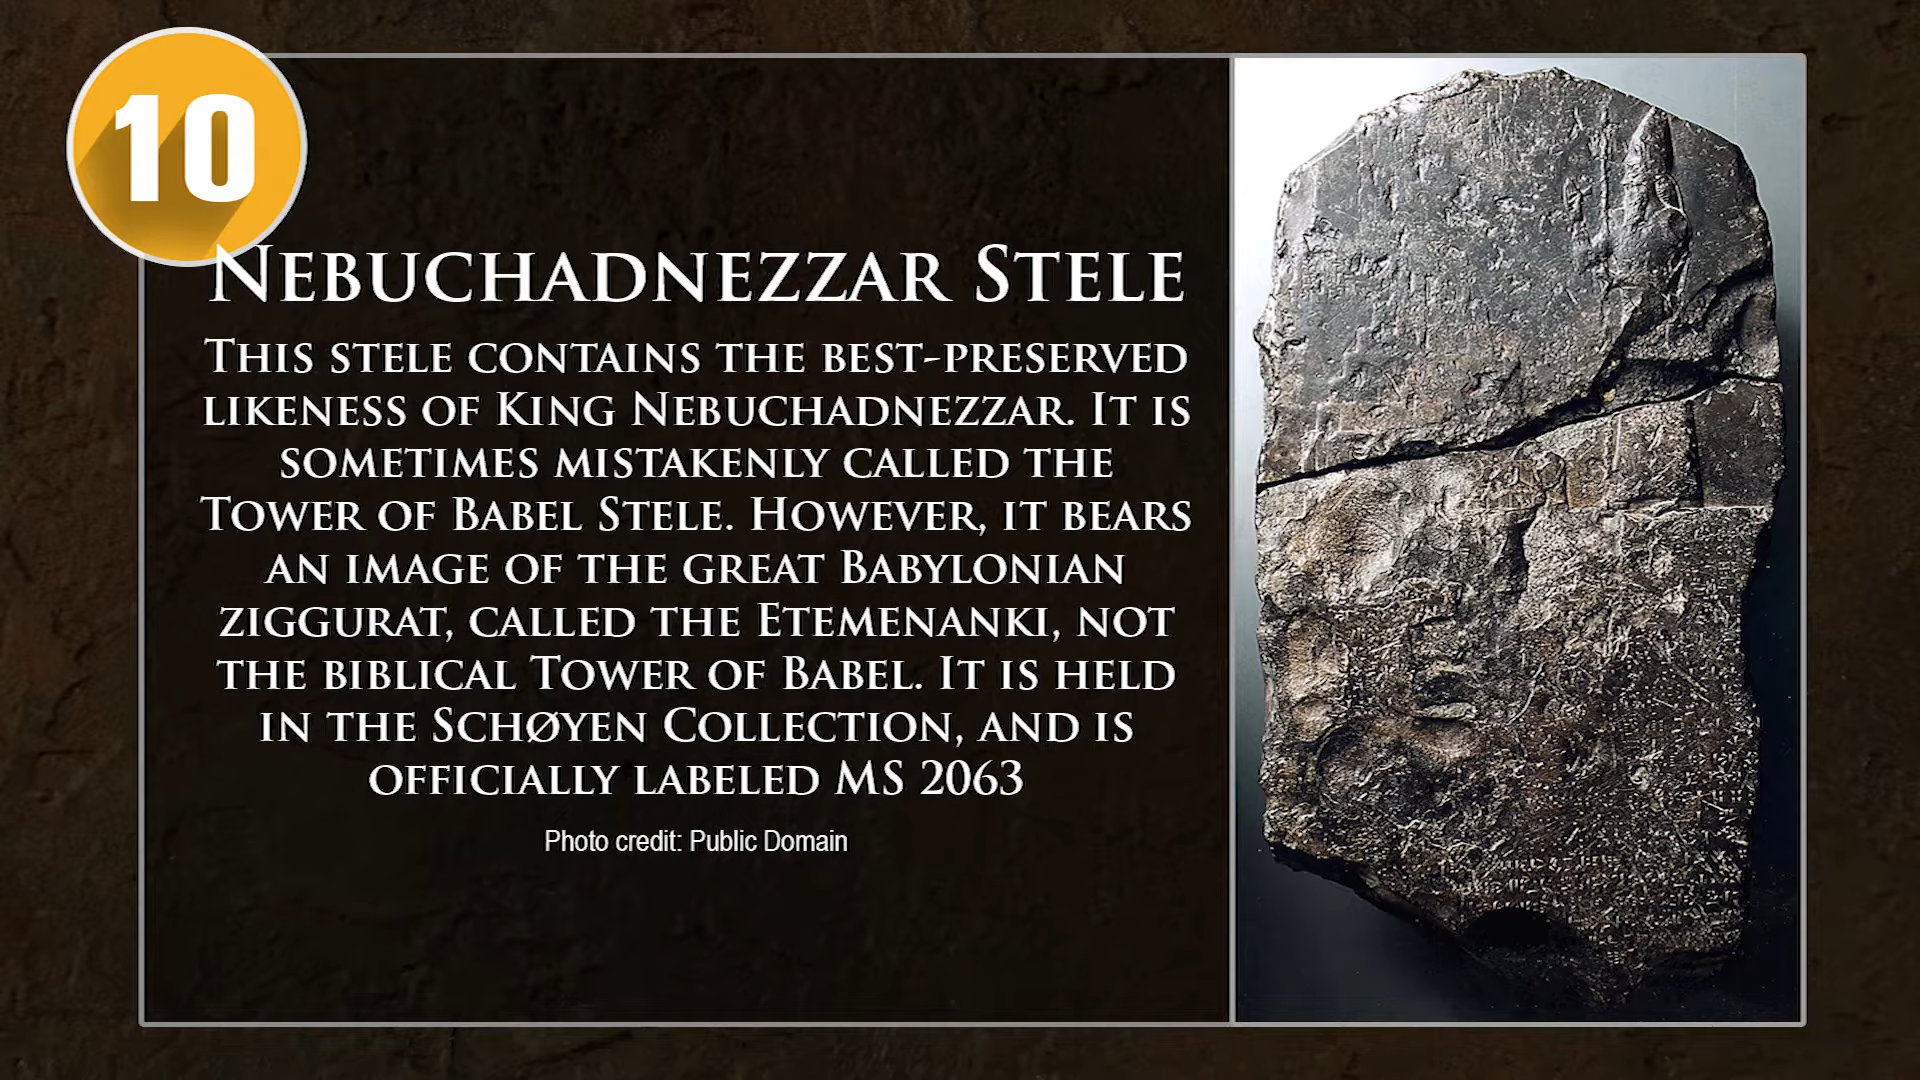 10
Nebuchadnezzar Stele
This stele contains the best-preserved
likeness of King Nebuchadnezzar. It is
sometimes mistakenly called the
Tower of Babel Stele. However, it bears
an image of the great Babylonian
ziggurat, called the Etemenanki, not
the biblical Tower of Babel. It is held
in the Schøyen Collection, and is
officially labeled MS 2063
Photo credit: Public Domain